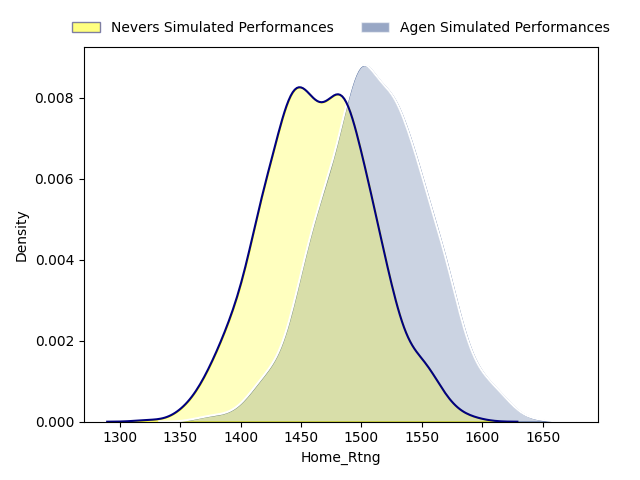 Nevers Simulated Performances Agen Simulated Performances
0.008
0.006
0.004
0.002
0.000
Density
1300 1350 1400 1450 1500 1550 1600 1650
Home_Rtng